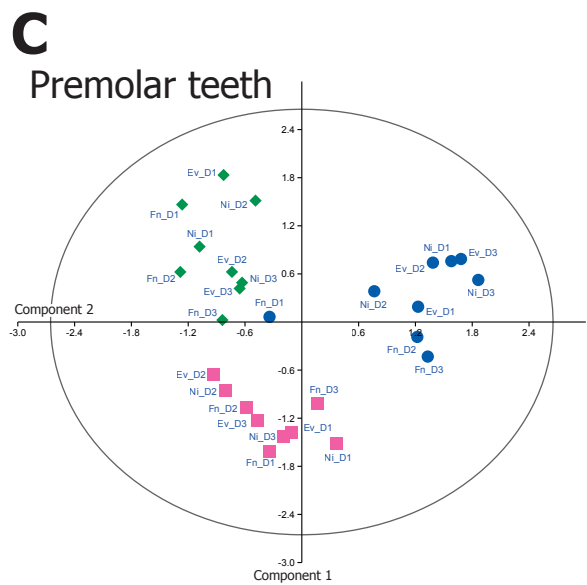 C
Premolar teeth
2.4
Ev_D1
1.8
Ni_D2
Fn_D1
1.2
Ni_D1
Ni_D1
Ev_D3
Ev_D2
Ev_D2
Fn_D2
Ni_D3
0.6
Ni_D3
Ev_D3
Ni_D2
Component 2
Fn_D1
Fn_D3
Ev_D1
-3.0
-2.4
-1.8
-1.2
-0.6
0.6
1.2
1.8
2.4
Fn_D2
Fn_D3
-0.6
Ev_D2
Ni_D2
Fn_D3
Fn_D2
-1.2
Ev_D3
Ev_D1
Ni_D3
Fn_D1
Ni_D1
-1.8
-2.4
-3.0
Component 1